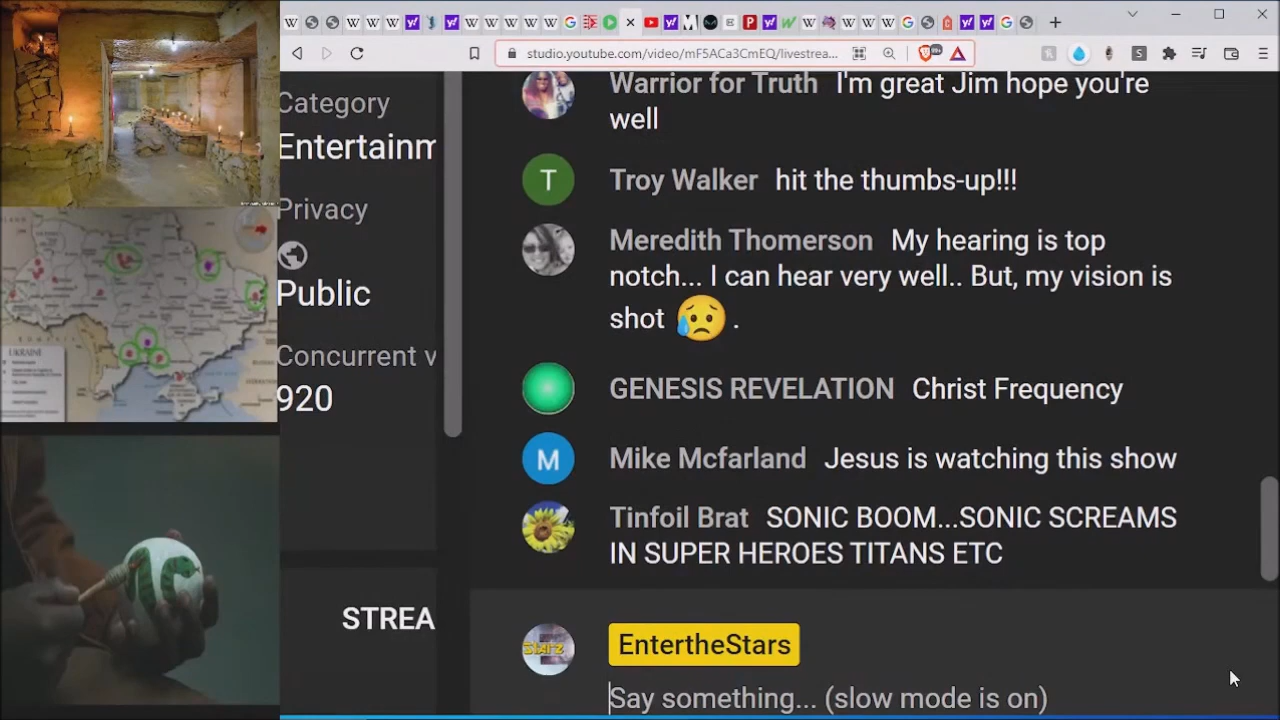 studio.youtube.com/video/mF5ACa3CmEQ/livestrea...
99+
S
Category
Entertainm
Privacy
Public
Concurrent v
920
STREA
UKRAINE
Warrior for Truth I'm great Jim hope you're
well
T
Troy Walker hit the thumbs-up!!!
Meredith Thomerson My hearing is top
notch... I can hear very well.. But, my vision is
shot 😥 .
GENESIS REVELATION Christ Frequency
M
Mike Mcfarland Jesus is watching this show
Tinfoil Brat SONIC BOOM...SONIC SCREAMS
IN SUPER HEROES TITANS ETC
STARZ
EntertheStars
Say something... (slow mode is on)